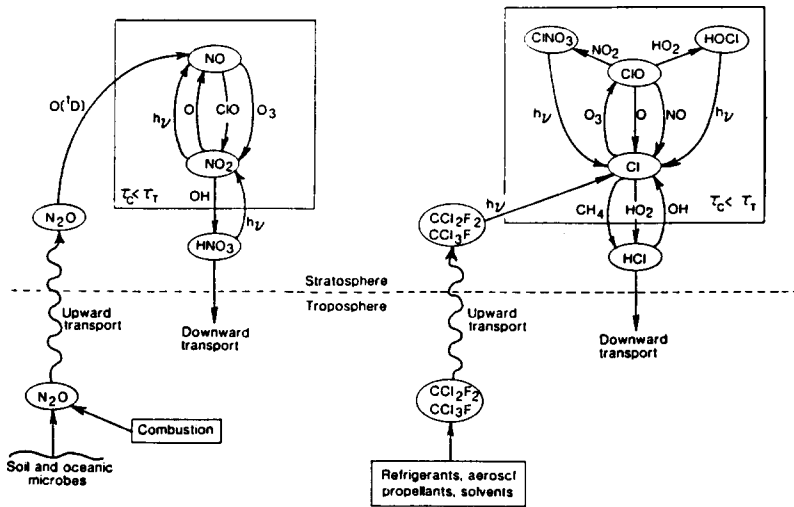 NO
O(¹D)
hν
O
ClO
O₃
NO₂
τC < τT
OH
hν
N₂O
HNO₃
Upward
transport
Downward
transport
N₂O
Combustion
Soil and oceanic
microbes
Stratosphere
Troposphere
ClNO₃
NO₂
HO₂
HOCl
ClO
hν
O₃
O
NO
hν
Cl
hν
CH₄
HO₂
OH
τC < τT
CCl₂F₂
CCl₃F
HCl
Upward
transport
Downward
transport
CCl₂F₂
CCl₃F
Refrigerants, aerosol
propellants, solvents